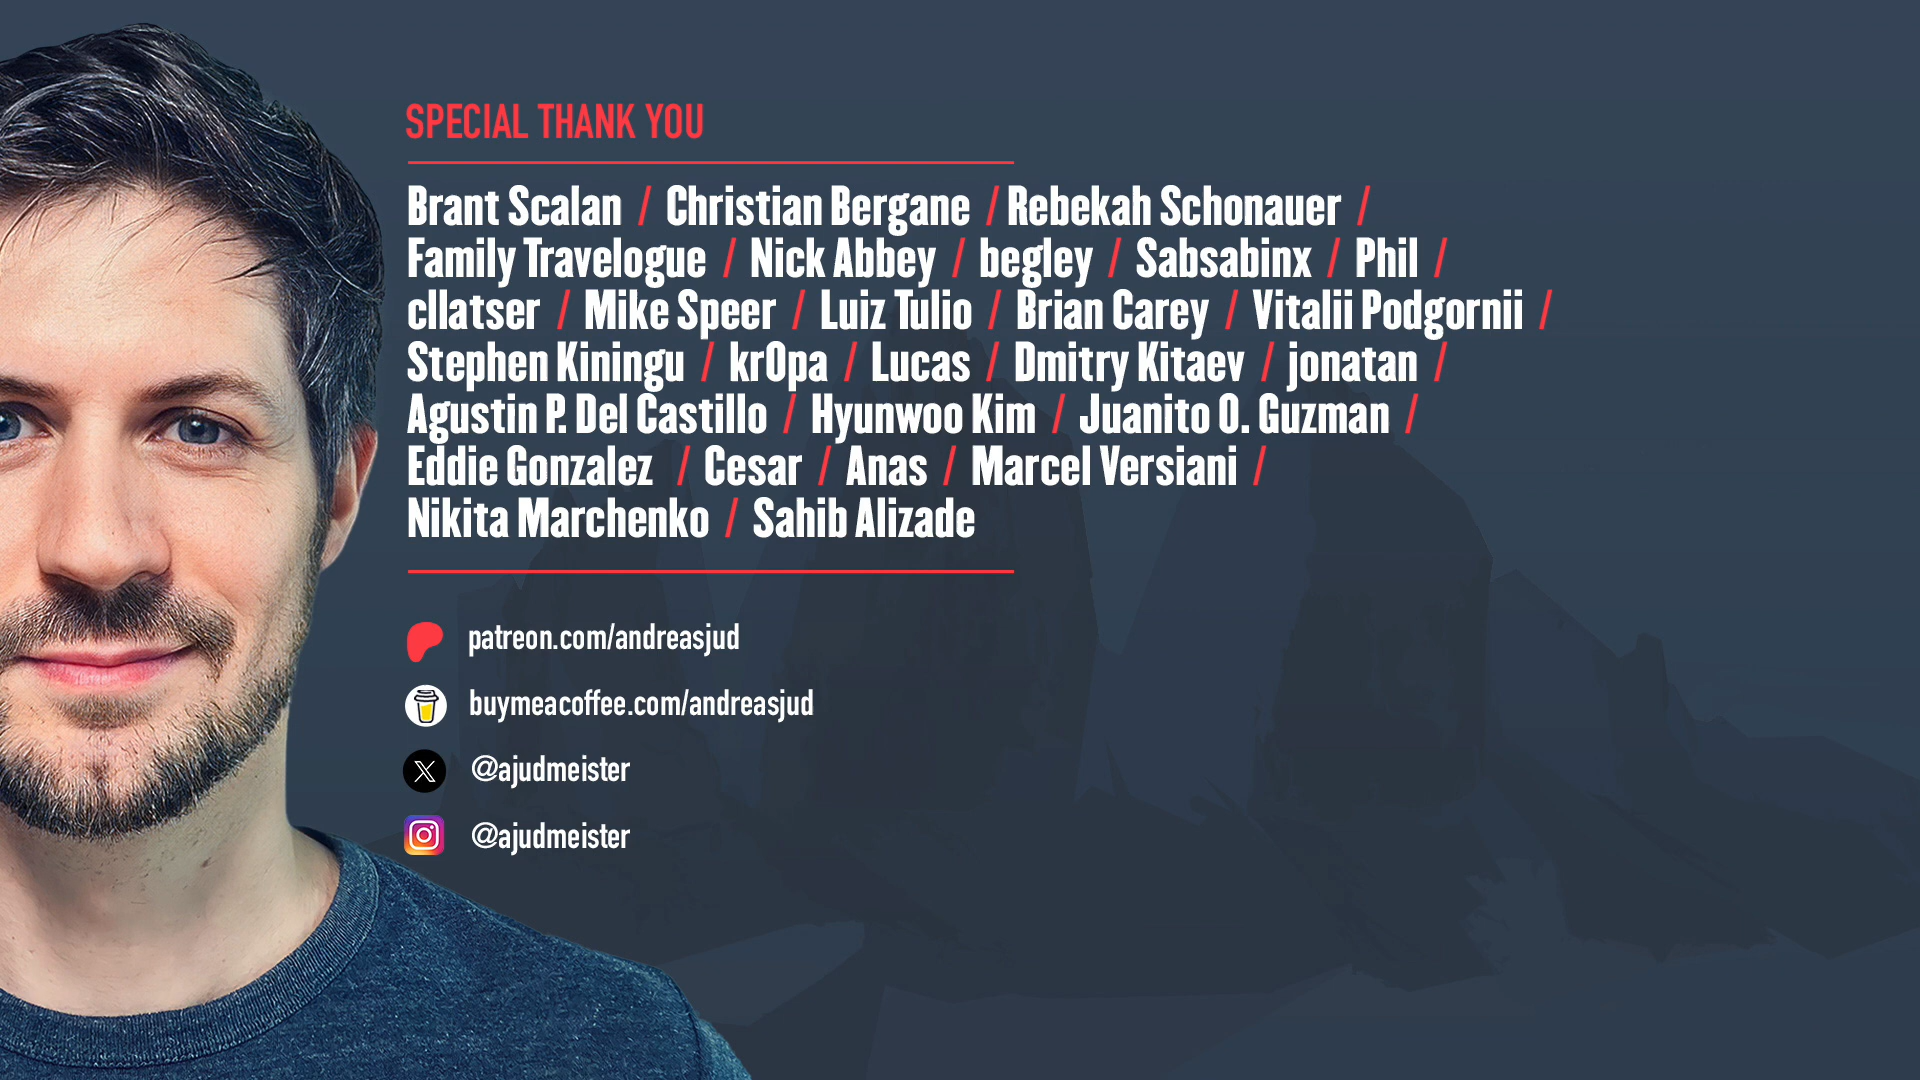 SPECIAL THANK YOU
Brant Scalan / Christian Bergane / Rebekah Schonauer /
Family Travelogue / Nick Abbey / begley / Sabsabinx / Phil /
cllatser / Mike Speer / Luiz Tulio / Brian Carey / Vitalii Podgornii /
Stephen Kiningu / kr0pa / Lucas / Dmitry Kitaev / jonatan /
Agustin P. Del Castillo / Hyunwoo Kim / Juanito O. Guzman /
Eddie Gonzalez / Cesar / Anas / Marcel Versiani /
Nikita Marchenko / Sahib Alizade
patreon.com/andreasjud
buymeacoffee.com/andreasjud
@ajudmeister
@ajudmeister